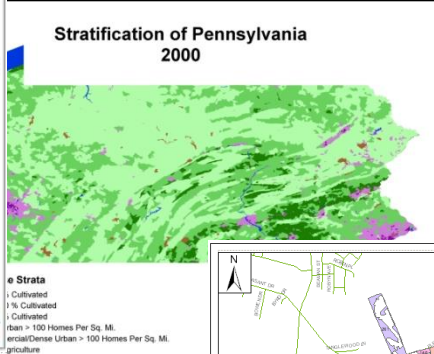 Stratification of Pennsylvania
2000
e Strata
% Cultivated
% Cultivated
% Cultivated
rban > 100 Homes Per Sq. Mi.
ercial/Dense Urban > 100 Homes Per Sq. Mi.
griculture
N